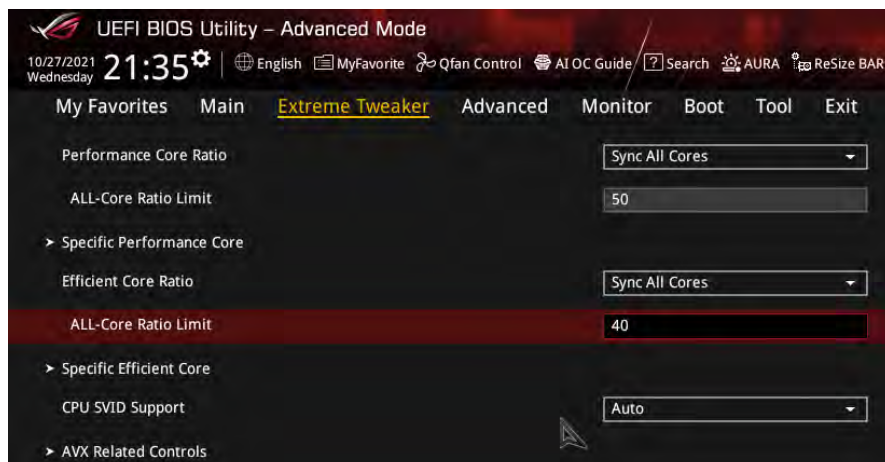 UEFI BIOS Utility – Advanced Mode
10/27/2021
Wednesday
21:35
English MyFavorite Qfan Control AI OC Guide ? Search AURA ReSize BAR
My Favorites Main Extreme Tweaker Advanced Monitor Boot Tool Exit
Performance Core Ratio Sync All Cores
ALL-Core Ratio Limit 50
Specific Performance Core
Efficient Core Ratio Sync All Cores
ALL-Core Ratio Limit 40
Specific Efficient Core
CPU SVID Support Auto
AVX Related Controls